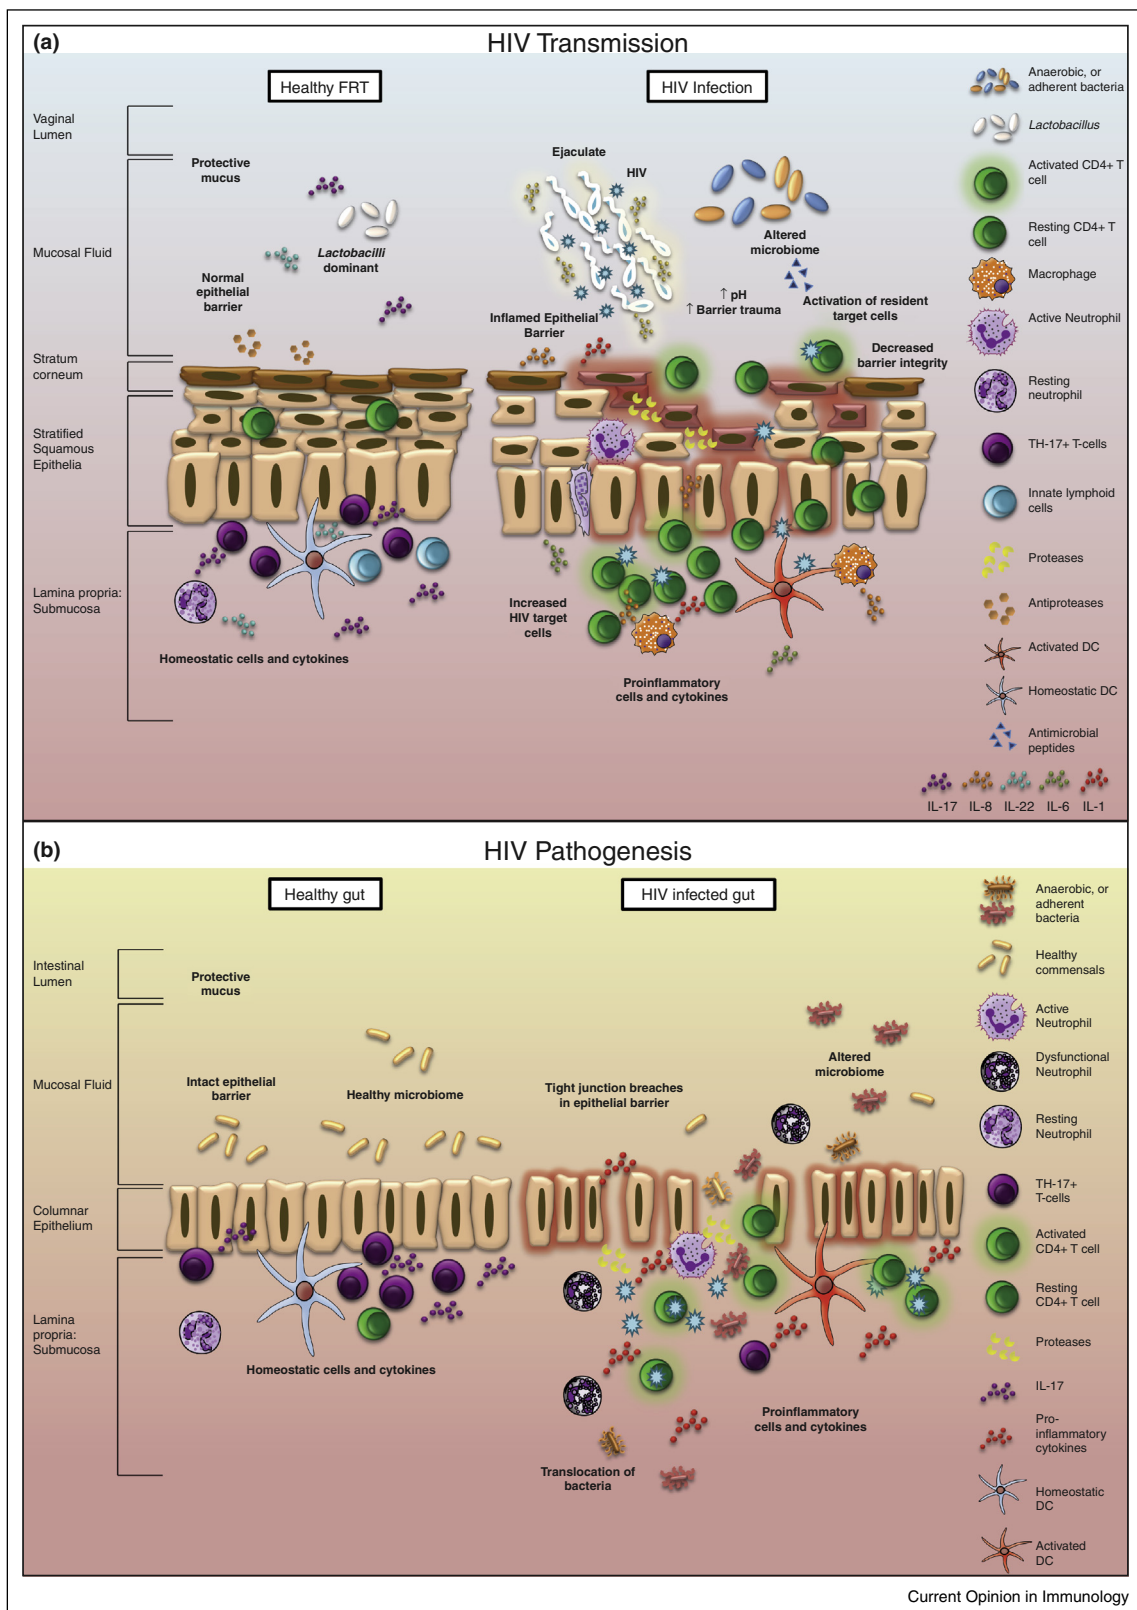 (a)
HIV Transmission
Healthy FRT
HIV Infection
Vaginal
Lumen
Mucosal Fluid
Stratum
corneum
Stratified
Squamous
Epithelia
Lamina propria:
Submucosa
Protective
mucus
Lactobacilli
dominant
Normal
epithelial
barrier
Homeostatic cells and cytokines
Ejaculate
HIV
Altered
microbiome
↑ pH
↑ Barrier trauma
Inflamed Epithelial
Barrier
Activation of resident
target cells
Decreased
barrier integrity
Increased
HIV target
cells
Proinflammatory
cells and cytokines
Anaerobic, or
adherent bacteria
Lactobacillus
Activated CD4+ T
cell
Resting CD4+ T
cell
Macrophage
Active Neutrophil
Resting
neutrophil
TH-17+ T-cells
Innate lymphoid
cells
Proteases
Antiproteases
Activated DC
Homeostatic DC
Antimicrobial
peptides
IL-17 IL-8 IL-22 IL-6 IL-1
(b)
HIV Pathogenesis
Healthy gut
HIV infected gut
Intestinal
Lumen
Mucosal Fluid
Columnar
Epithelium
Lamina
propria:
Submucosa
Protective
mucus
Intact epithelial
barrier
Healthy microbiome
Homeostatic cells and cytokines
Tight junction breaches
in epithelial barrier
Altered
microbiome
Proinflammatory
cells and cytokines
Translocation of
bacteria
Anaerobic, or
adherent
bacteria
Healthy
commensals
Active
Neutrophil
Dysfunctional
Neutrophil
Resting
Neutrophil
TH-17+
T-cells
Activated
CD4+ T cell
Resting
CD4+ T cell
Proteases
IL-17
Pro-
inflammatory
cytokines
Homeostatic
DC
Activated
DC
Current Opinion in Immunology